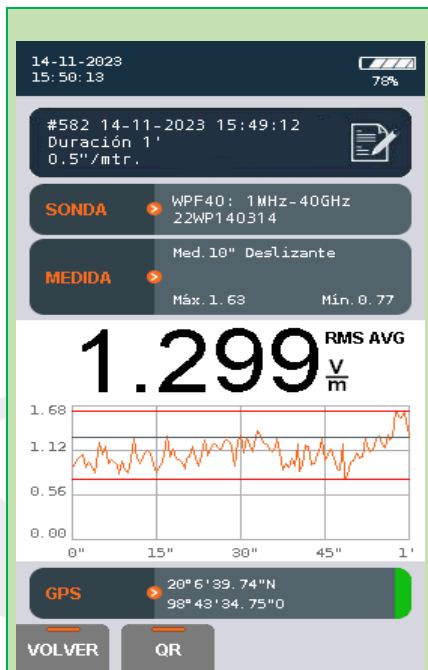 14-11-2023
15:50:13
78%
#582 14-11-2023 15:49:12
Duración 1'
0.5"/mtr.
SONDA
WPF40: 1MHz-40GHz
22WP140314
MEDIDA
Med.10" Deslizante
Máx.1.63 Mín.0.77
1.299 RMS AVG
V/m
1.68
1.12
0.56
0.00
0" 15" 30" 45" 1'
GPS
20°6'39.74"N
98°43'34.75"O
VOLVER QR